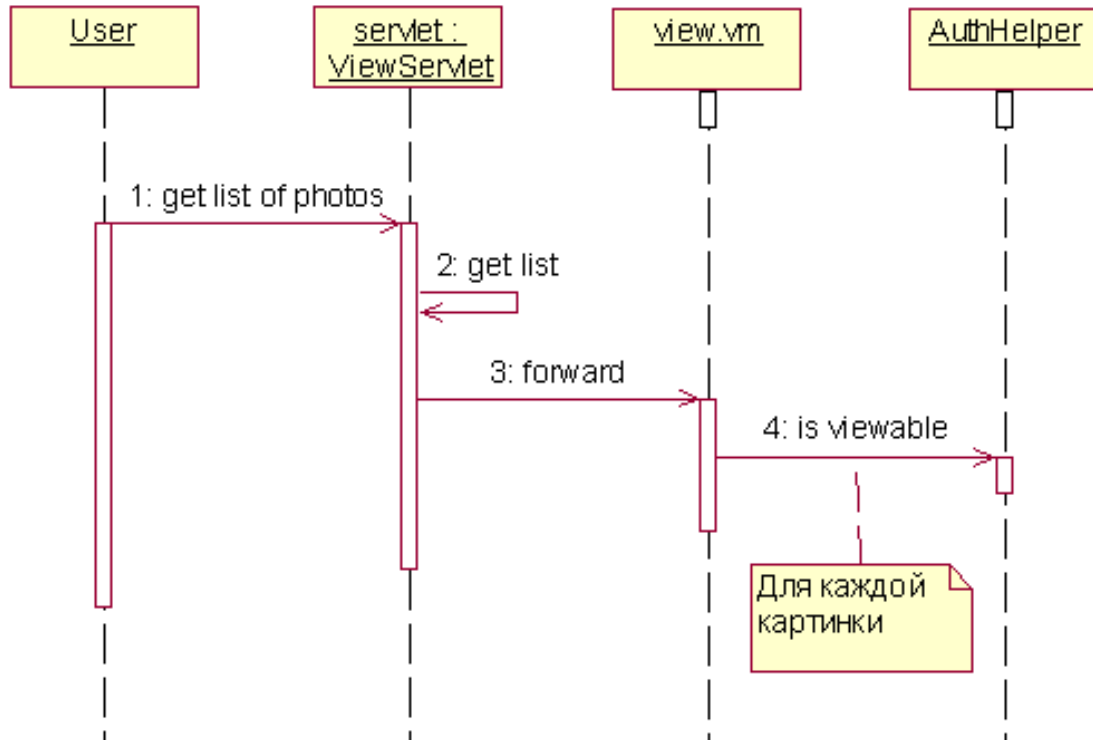 User
servlet :
ViewServlet
view.vm
AuthHelper
1: get list of photos
2: get list
3: forward
4: is viewable
Для каждой
картинки